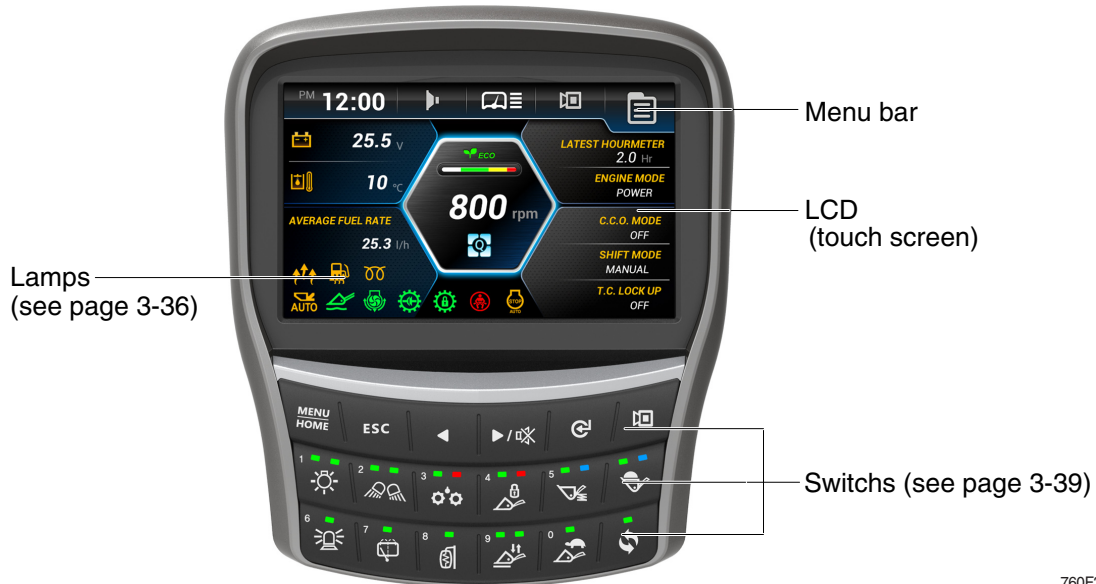 PM 12:00
25.5 V
10 °C
AVERAGE FUEL RATE
25.3 l/h
AUTO
STOP
AUTO
ECO
800 rpm
Q
LATEST HOURMETER
2.0 Hr
ENGINE MODE
POWER
C.C.O. MODE
OFF
SHIFT MODE
MANUAL
T.C. LOCK UP
OFF
Menu bar
LCD
(touch screen)
Lamps
(see page 3-36)
MENU
HOME
ESC
/
1 2 3 4 5
6 7 8 9 0
Switchs (see page 3-39)